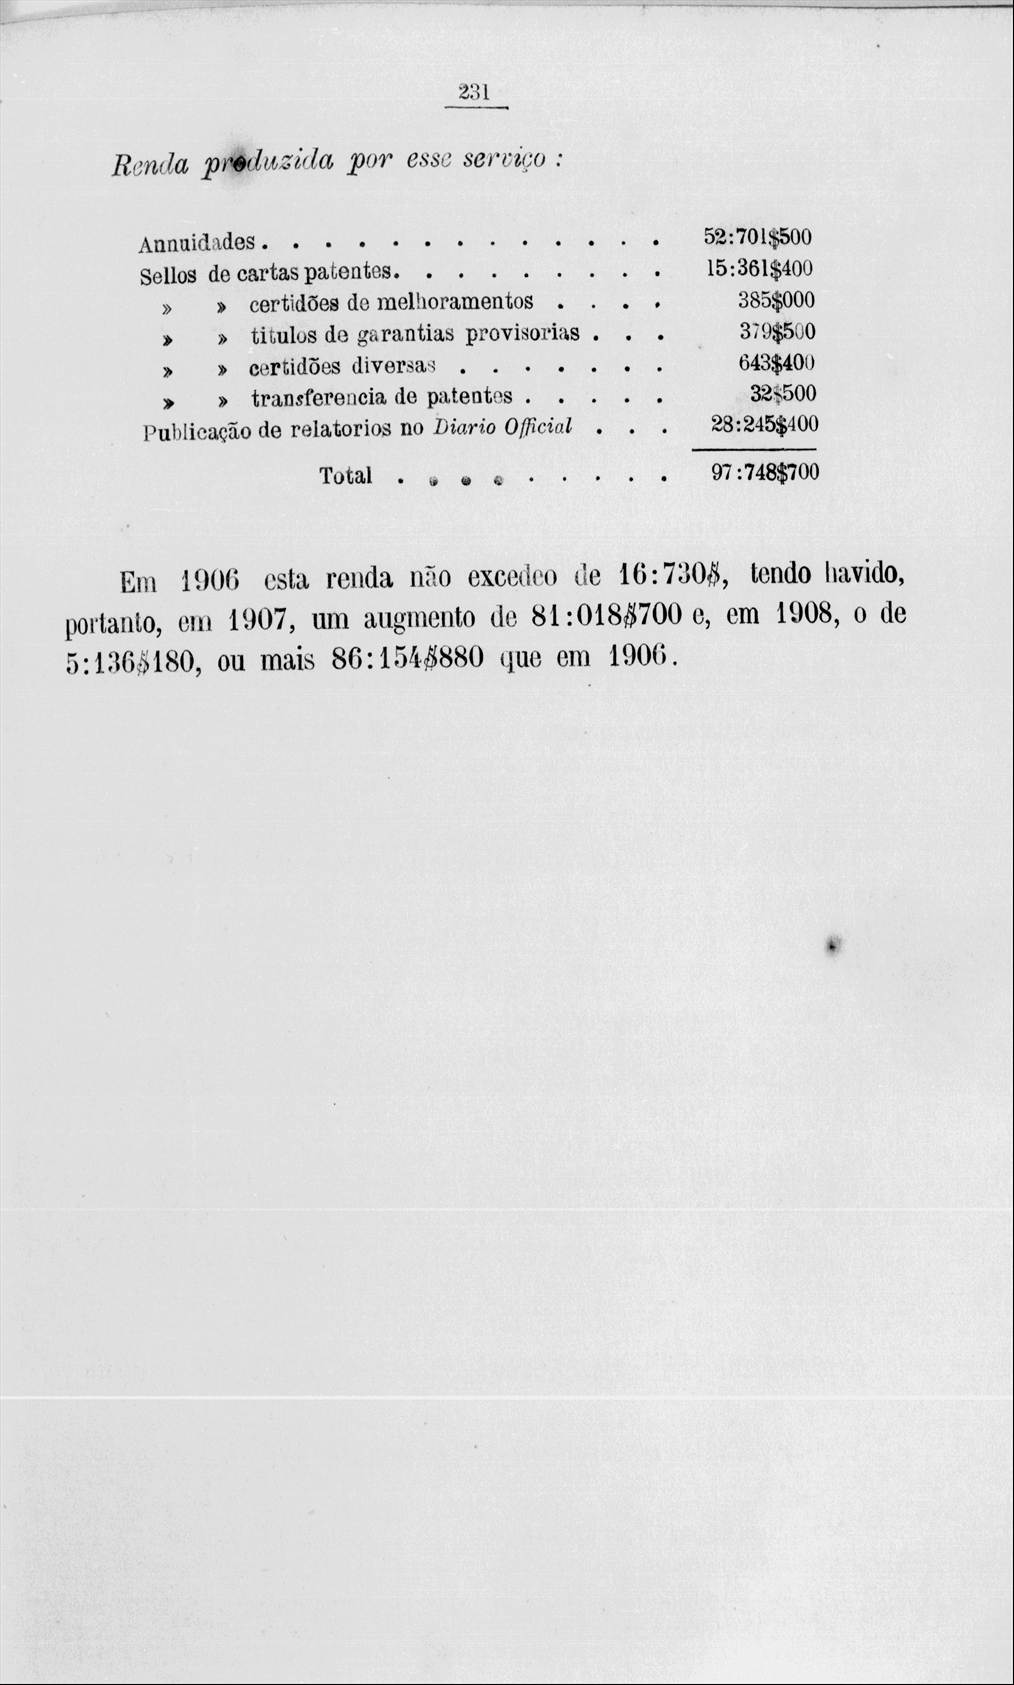 231
Renda produzida por esse serviço :
Annuidades. . . . . . . . . . . . . 52:701$500
Sellos de cartas patentes. . . . . . . . . 15:361$400
» » certidões de melhoramentos . . . . 385$000
» » titulos de garantias provisorias . . . 379$500
» » certidões diversas . . . . . . . 643$400
» » transferencia de patentes . . . . . 32$500
Publicação de relatorios no Diario Official . . . 28:245$400
Total . . . . . . . . . 97:748$700
Em 1906 esta renda não excedeo de 16:730$, tendo havido,
portanto, em 1907, um augmento de 81:018$700 e, em 1908, o de
5:136$180, ou mais 86:154$880 que em 1906.